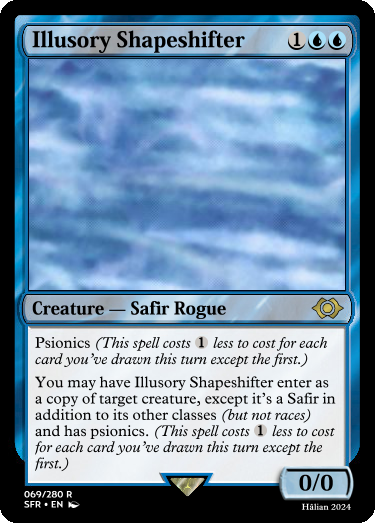 Illusory Shapeshifter 1
Creature — Safir Rogue
Psionics (This spell costs 1 less to cost for each
card you've drawn this turn except the first.)
You may have Illusory Shapeshifter enter as
a copy of target creature, except it's a Safir in
addition to its other classes (but not races)
and has psionics. (This spell costs 1 less to cost
for each card you've drawn this turn except the
first.)
0/0
069/280 R
SFR • EN
Hálian 2024